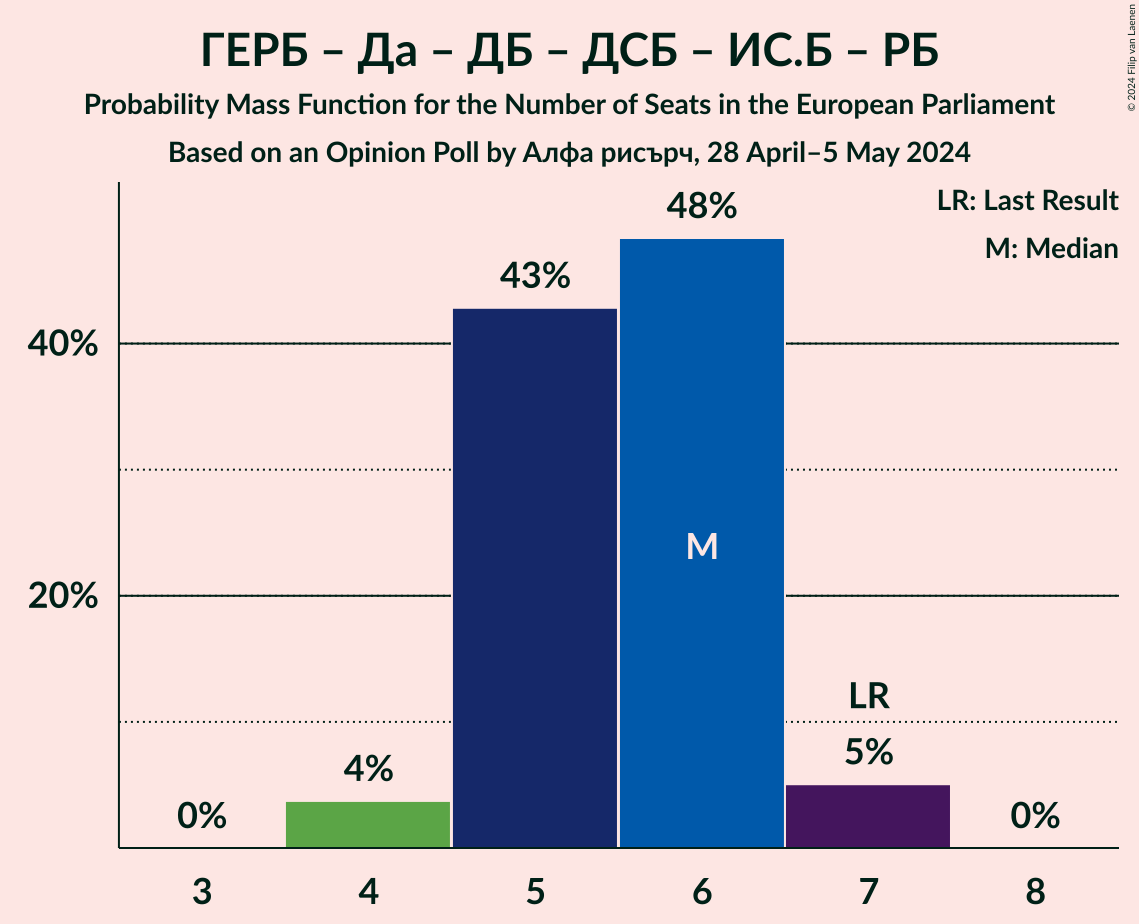 ГЕРБ – Да – ДБ – ДСБ – ИС.Б – РБ
Probability Mass Function for the Number of Seats in the European Parliament
Based on an Opinion Poll by Алфа рисърч, 28 April–5 May 2024
© 2024 Filip van Laenen
LR: Last Result
M: Median
48%
43%
40%
M
20%
LR
5%
4%
0%
0%
3 4 5 6 7 8